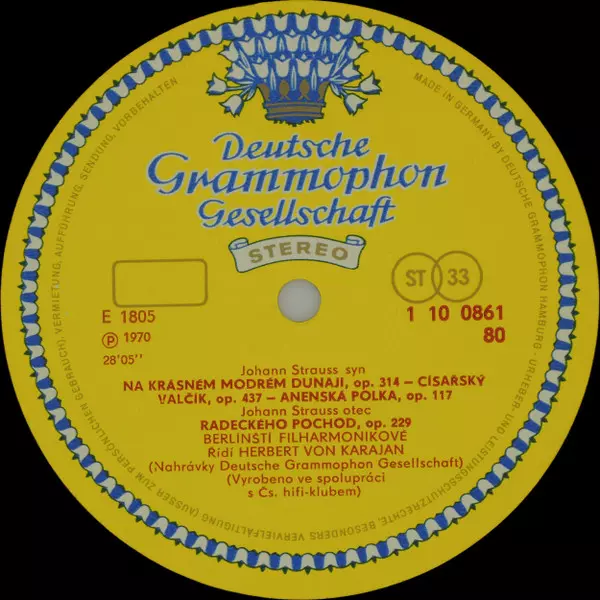 Deutsche
Grammophon
Gesellschaft
STEREO
ST 33
E 1805
1 10 0861
℗ 1970
80
28'05''
Johann Strauss syn
NA KRÁSNÉM MODRÉM DUNAJI, op. 314 – CÍSAŘSKÝ
VALČÍK, op. 437 – ANENSKÁ POLKA, op. 117
Johann Strauss otec
RADECKÉHO POCHOD, op. 229
BERLÍNŠTÍ FILHARMONIKOVÉ
Řídí HERBERT VON KARAJAN
(Nahrávky Deutsche Grammophon Gesellschaft)
(Vyrobeno ve spolupráci
s Čs. hifi-klubem)
MADE IN GERMANY BY DEUTSCHE GRAMMOPHON HAMBURG · URHEBER- UND LEISTUNGSSCHUTZRECHTE, BESONDERS VERVIELFÄLTIGUNG (AUSSER ZUM PERSÖNLICHEN GEBRAUCH), VERMIETUNG, AUFFÜHRUNG, SENDUNG, VORBEHALTEN